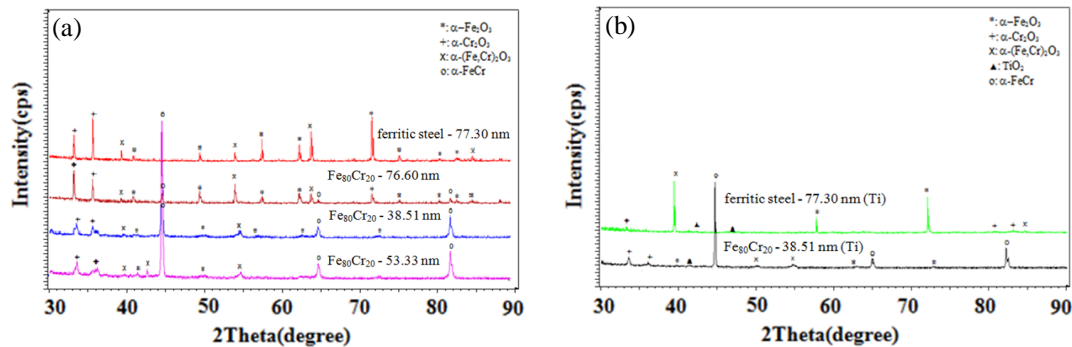 (a)
*: α–Fe₂O₃
+: α-Cr₂O₃
x: α-(Fe,Cr)₂O₃
o: α-FeCr
ferritic steel - 77.30 nm
Fe₈₀Cr₂₀ - 76.60 nm
Fe₈₀Cr₂₀ - 38.51 nm
Fe₈₀Cr₂₀ - 53.33 nm
Intensity(cps)
30 40 50 60 70 80 90
2Theta(degree)
(b)
*: α–Fe₂O₃
+: α-Cr₂O₃
x: α-(Fe,Cr)₂O₃
▲: TiO₂
o: α-FeCr
ferritic steel - 77.30 nm (Ti)
Fe₈₀Cr₂₀ - 38.51 nm (Ti)
Intensity(cps)
30 40 50 60 70 80 90
2Theta(degree)